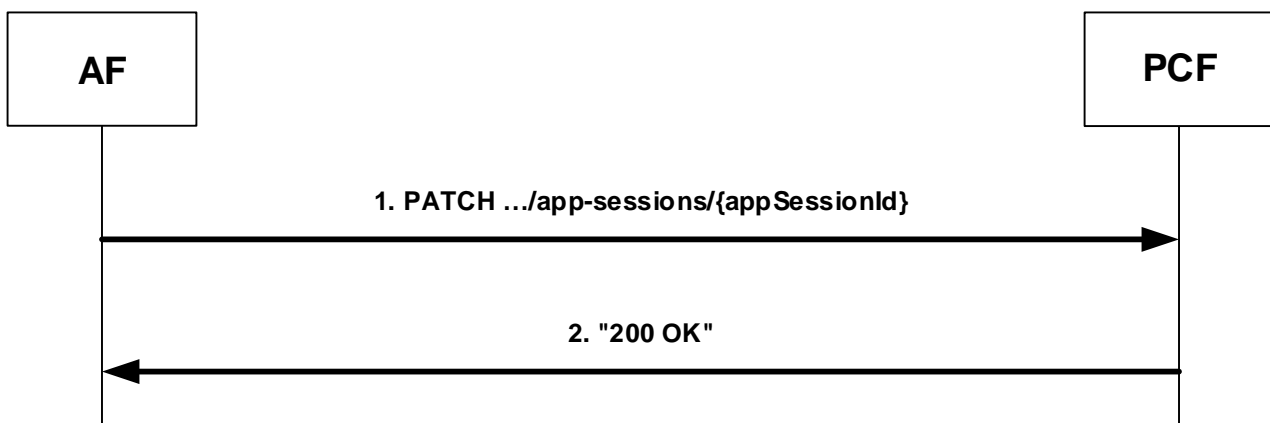 AF
PCF
1. PATCH …/app-sessions/{appSessionId}
2. "200 OK"